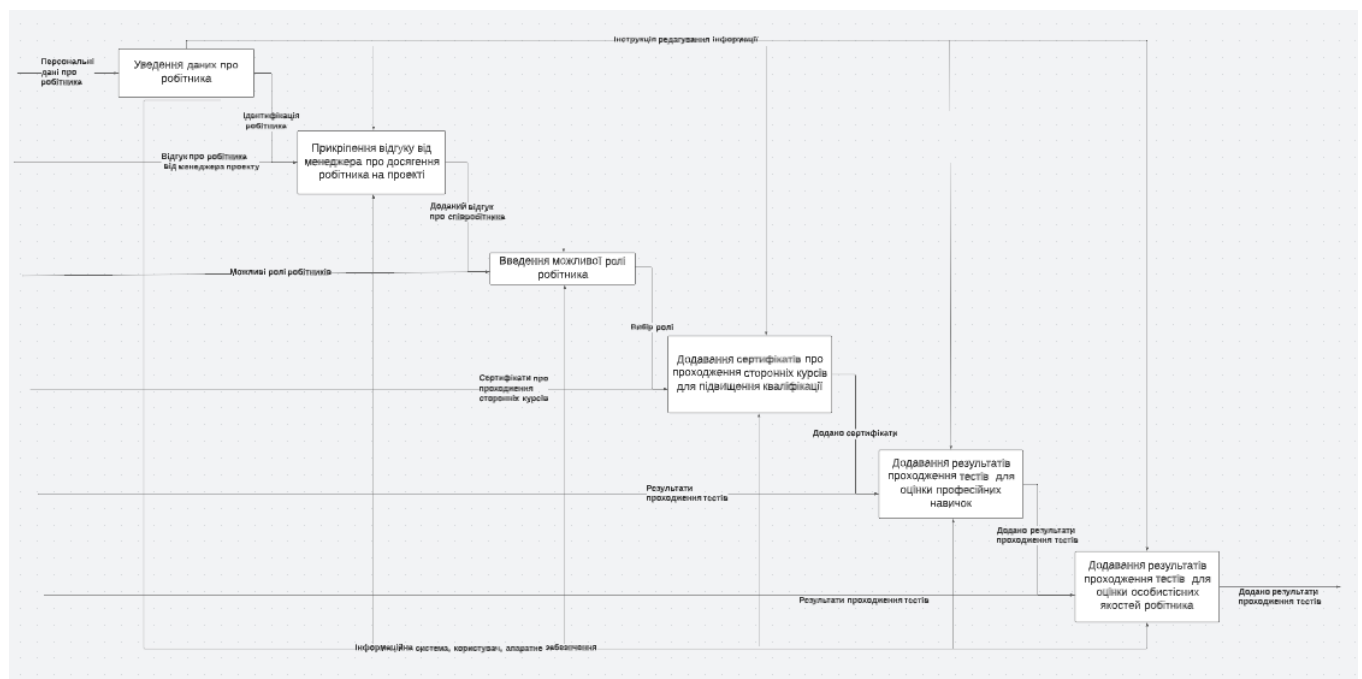 Інструкція редагування інформації
Персональні
дані про
робітника
Уведення даних про
робітника
Ідентифікація
робітника
Відгук про робітника
від менеджера проекту
Прикріплення відгуку від
менеджера про досягення
робітника на проекті
Доданий відгук
про співробітника
Можливі ролі робітників
Введення можливої ролі
робітника
Вибір ролі
Сертифікати про
проходження
сторонніх курсів
Додавання сертифікатів про
проходження сторонніх курсів
для підвищення кваліфікації
Додано сертифікати
Результати
проходження тестів
Додавання результатів
проходження тестів для
оцінки професійних
навичок
Додано результати
проходження тестів
Результати проходження тестів
Додавання результатів
проходження тестів для
оцінки особистісних
якостей робітника
Додано результати
проходження тестів
Інформаційна система, користувач, апаратне забезпечення